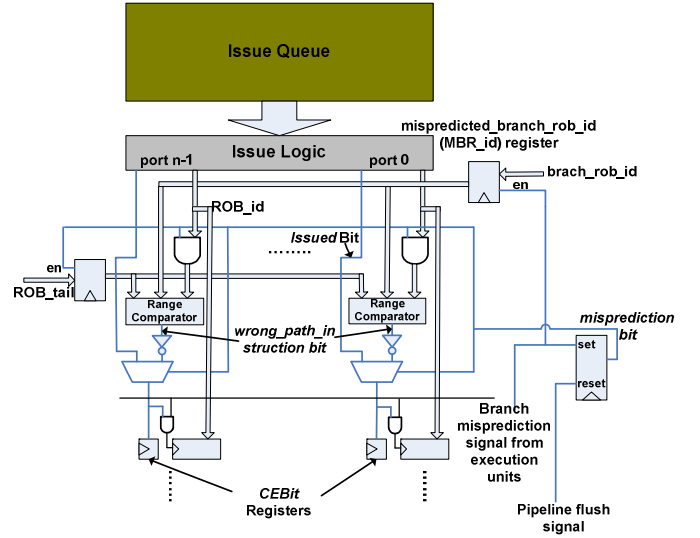 Issue Queue
mispredicted_branch_rob_id
(MBR_id) register
Issue Logic
port n-1
port 0
brach_rob_id
en
ROB_id
Issued Bit
........
en
ROB_tail
Range
Comparator
Range
Comparator
wrong_path_in
struction bit
misprediction
bit
set
reset
Branch
misprediction
signal from
execution
units
CEBit
Registers
Pipeline flush
signal